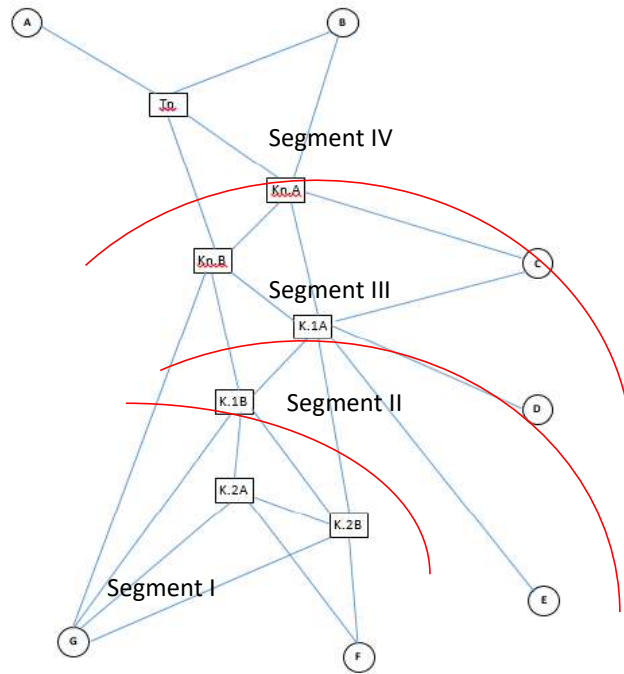 A
B
Tn
Segment IV
Kn.A
Kn.B
C
Segment III
K.1A
K.1B
Segment II
D
K.2A
K.2B
Segment I
E
G
F